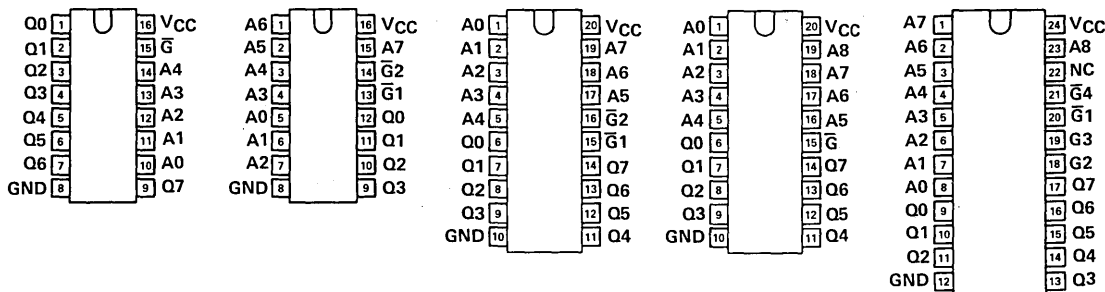 Q0 1 16 VCC
Q1 2 15 G̅
Q2 3 14 A4
Q3 4 13 A3
Q4 5 12 A2
Q5 6 11 A1
Q6 7 10 A0
GND 8 9 Q7
A6 1 16 VCC
A5 2 15 A7
A4 3 14 G̅2
A3 4 13 G̅1
A0 5 12 Q0
A1 6 11 Q1
A2 7 10 Q2
GND 8 9 Q3
A0 1 20 VCC
A1 2 19 A7
A2 3 18 A6
A3 4 17 A5
A4 5 16 G̅2
Q0 6 15 G̅1
Q1 7 14 Q7
Q2 8 13 Q6
Q3 9 12 Q5
GND 10 11 Q4
A0 1 20 VCC
A1 2 19 A8
A2 3 18 A7
A3 4 17 A6
A4 5 16 A5
Q0 6 15 G̅
Q1 7 14 Q7
Q2 8 13 Q6
Q3 9 12 Q5
GND 10 11 Q4
A7 1 24 VCC
A6 2 23 A8
A5 3 22 NC
A4 4 21 G̅4
A3 5 20 G̅1
A2 6 19 G3
A1 7 18 G2
A0 8 17 Q7
Q0 9 16 Q6
Q1 10 15 Q5
Q2 11 14 Q4
GND 12 13 Q3